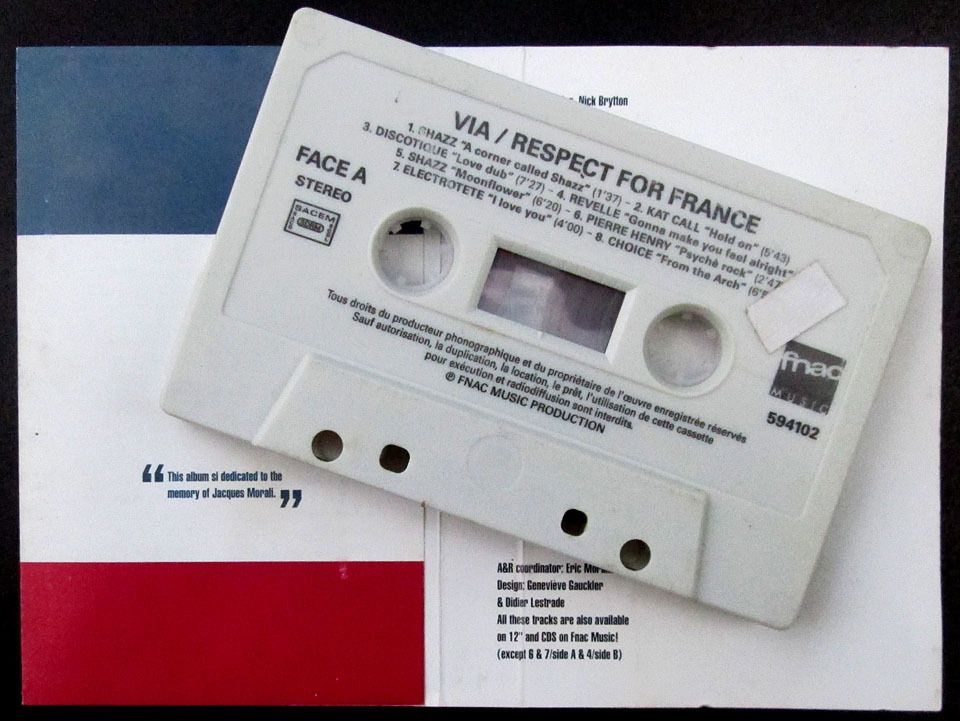 Nick Brytton
VIA / RESPECT FOR FRANCE
1. SHAZZ "A corner called Shazz" (1'37) - 2. KAT CALL "Hold on" (5'43)
3. DISCOTIQUE "Love dub" (7'27) - 4. REVELLE "Gonna make you feel alright"
5. SHAZZ "Moonflower" (6'20) - 6. PIERRE HENRY "Psyché rock" (2'47
7. ELECTROTETE "I love you" (4'00) - 8. CHOICE "From the Arch"
FACE A
STEREO
SACEM
Tous droits du producteur phonographique et du propriétaire de l'œuvre enregistrée réservés
Sauf autorisation, la duplication, la location, le prêt, l'utilisation de cette cassette
pour exécution et radiodiffusion sont interdits.
℗ FNAC MUSIC PRODUCTION
fnac
MUSIC
594102
“ This album si dedicated to the
memory of Jacques Morali. ”
A&R coordinator: Eric
Design: Geneviève Gauckler
& Didier Lestrade
All these tracks are also available
on 12" and CDS on Fnac Music!
(except 6 & 7/side A & 4/side B)